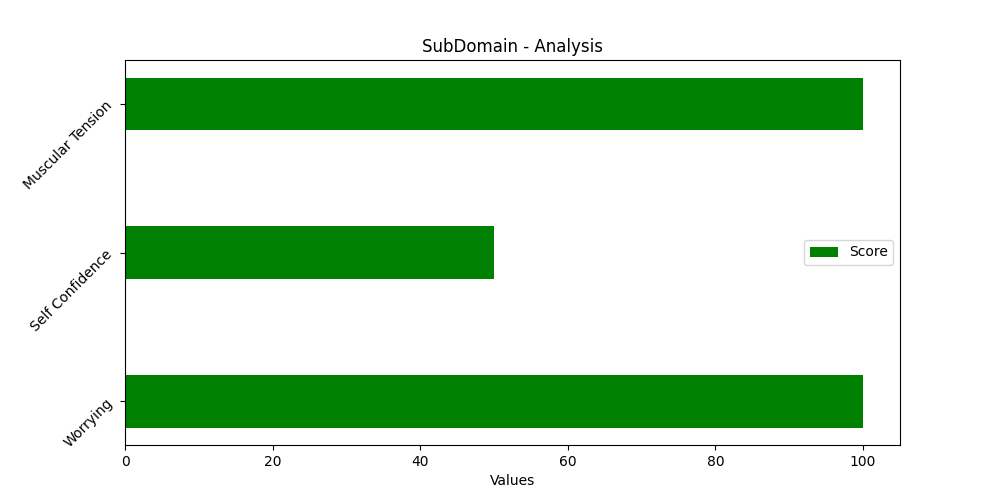 SubDomain - Analysis
Muscular Tension
Self Confidence
Worrying
Score
0 20 40 60 80 100
Values